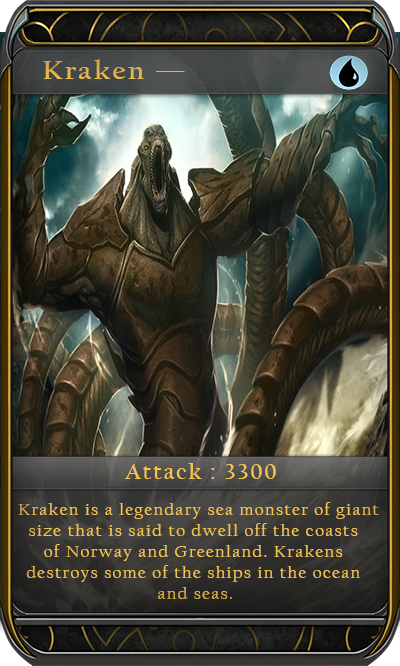 Kraken —
Attack : 3300
Kraken is a legendary sea monster of giant
size that is said to dwell off the coasts
of Norway and Greenland. Krakens
destroys some of the ships in the ocean
and seas.